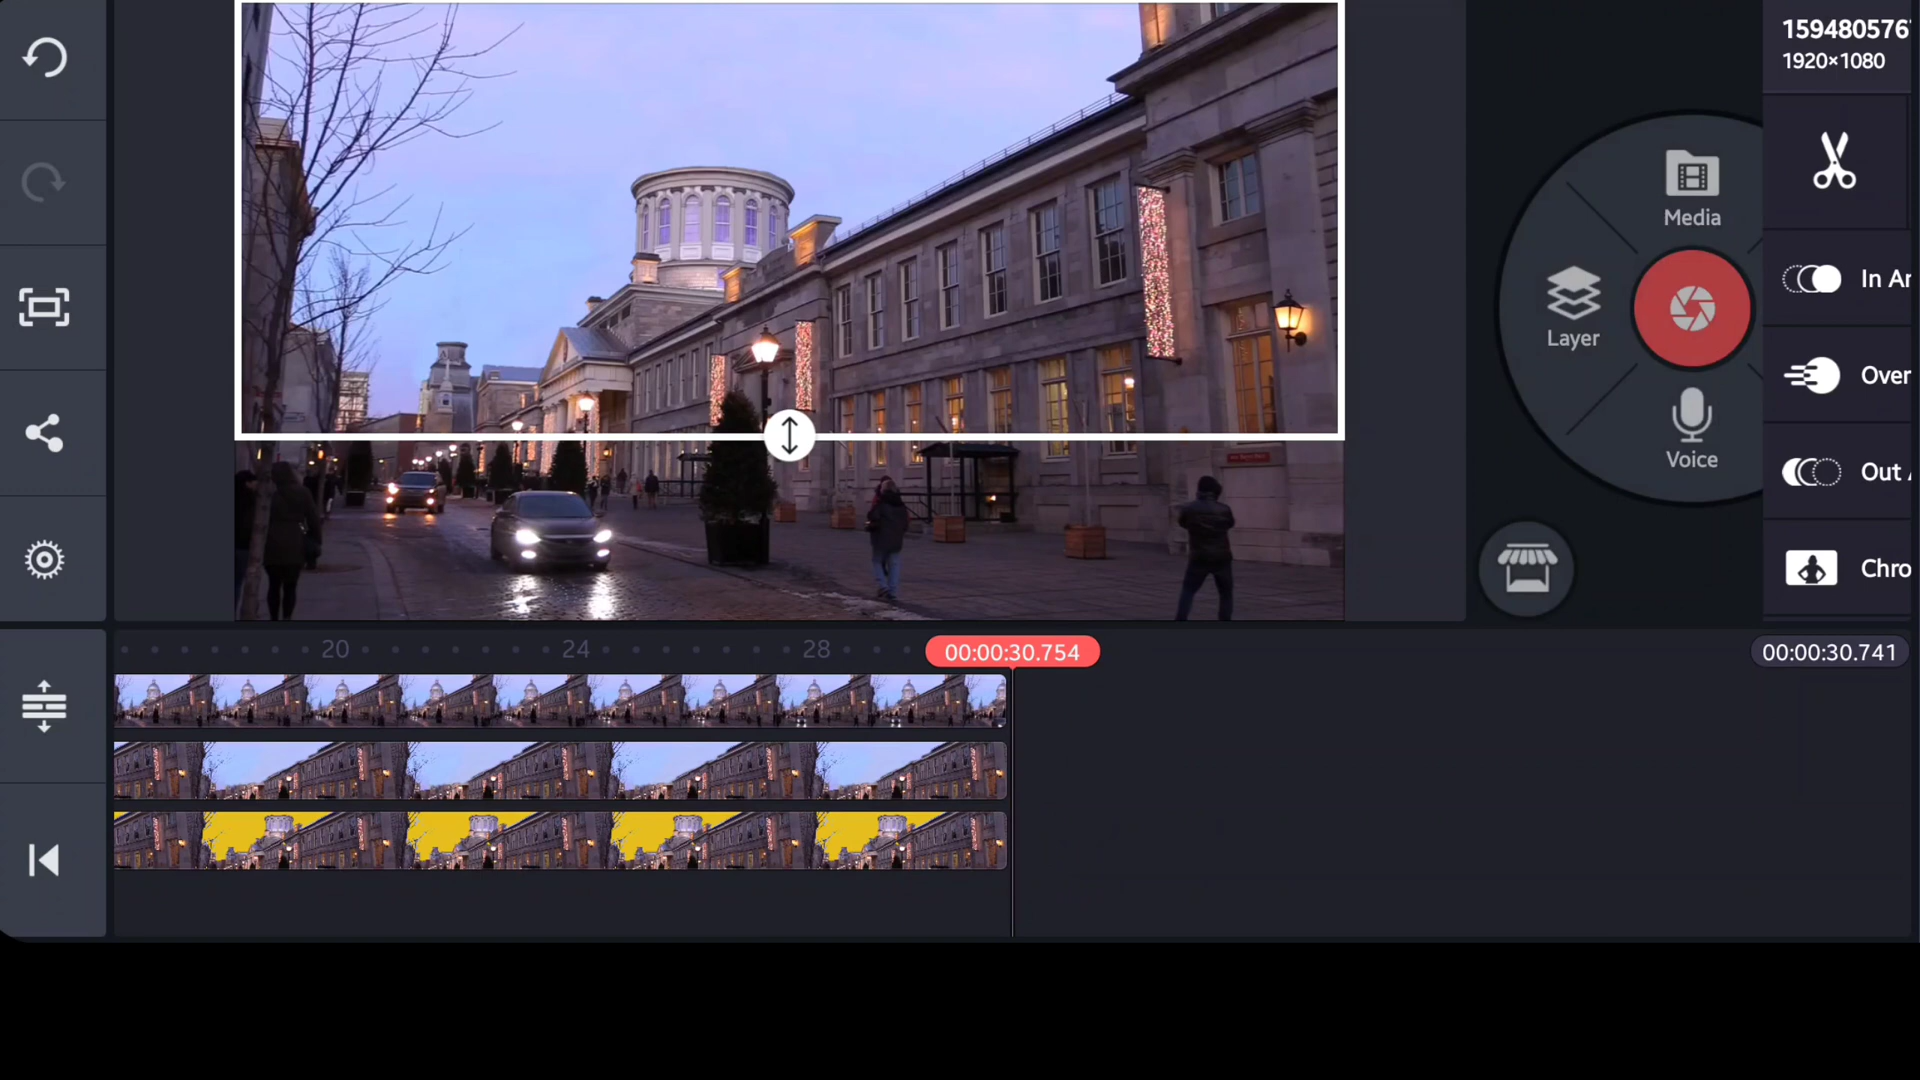 1594805767
1920×1080
Media
In An
Layer
Over
Voice
Out A
Chro
20
24
28
00:00:30.754
00:00:30.741